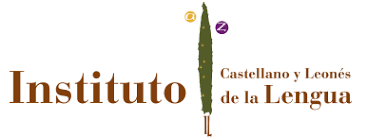 a z
Instituto
Castellano y Leonés
de la Lengua